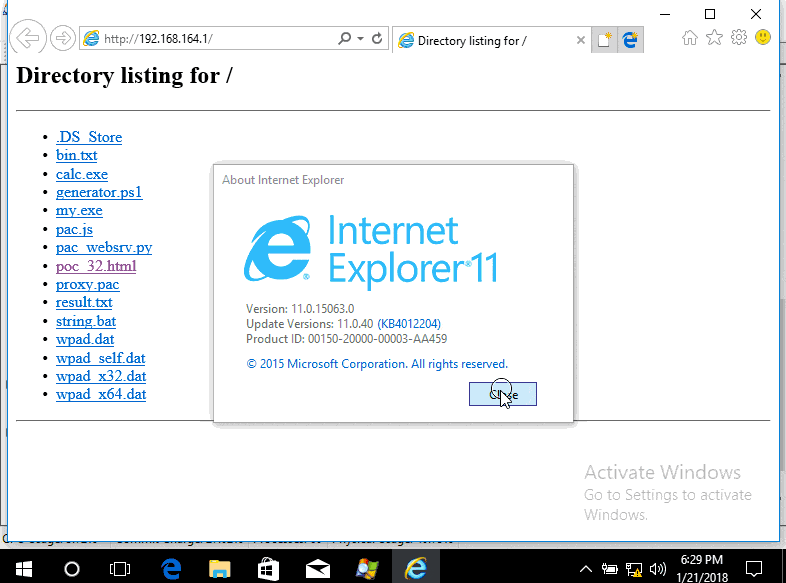 http://192.168.164.1/
Directory listing for /
Directory listing for /
.DS_Store
bin.txt
calc.exe
generator.ps1
my.exe
pac.js
pac_websrv.py
poc_32.html
proxy.pac
result.txt
string.bat
wpad.dat
wpad_self.dat
wpad_x32.dat
wpad_x64.dat
About Internet Explorer
Internet
Explorer®11
Version: 11.0.15063.0
Update Versions: 11.0.40 (KB4012204)
Product ID: 00150-20000-00003-AA459
© 2015 Microsoft Corporation. All rights reserved.
Close
Activate Windows
Go to Settings to activate
Windows.
6:29 PM
1/21/2018